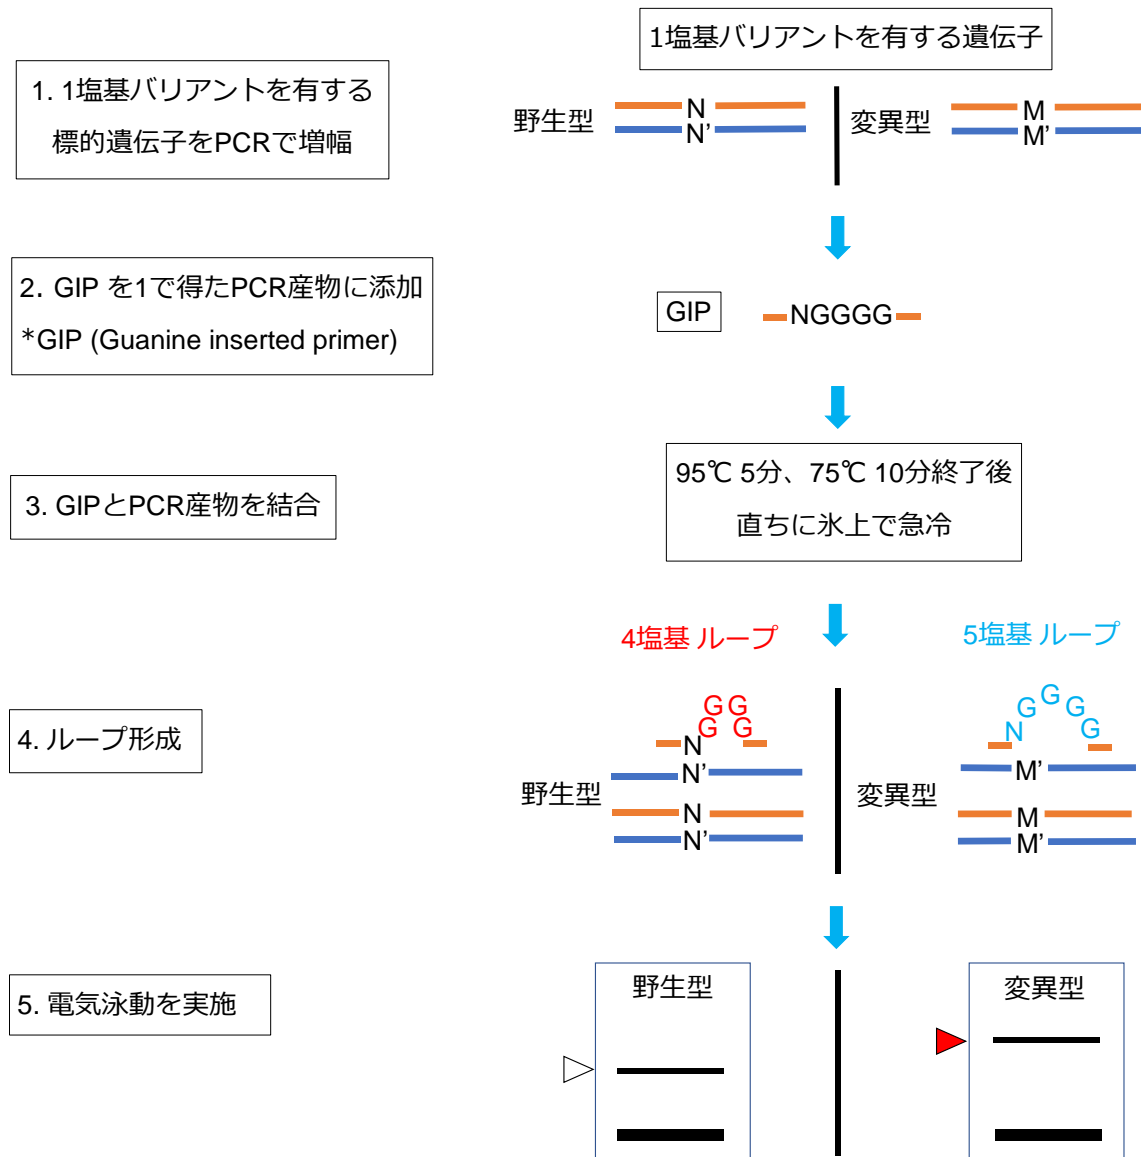 1塩基バリアントを有する遺伝子
1. 1塩基バリアントを有する
標的遺伝子をPCRで増幅
野生型
N
N'
変異型
M
M'
2. GIP を1で得たPCR産物に添加
*GIP (Guanine inserted primer)
GIP
NGGGG
3. GIPとPCR産物を結合
95℃ 5分、75℃ 10分終了後
直ちに氷上で急冷
4塩基 ループ
5塩基 ループ
4. ループ形成
野生型
N
G
G
G
G
N'
N
N'
変異型
N
G
G
G
G
M'
M
M'
5. 電気泳動を実施
野生型
変異型